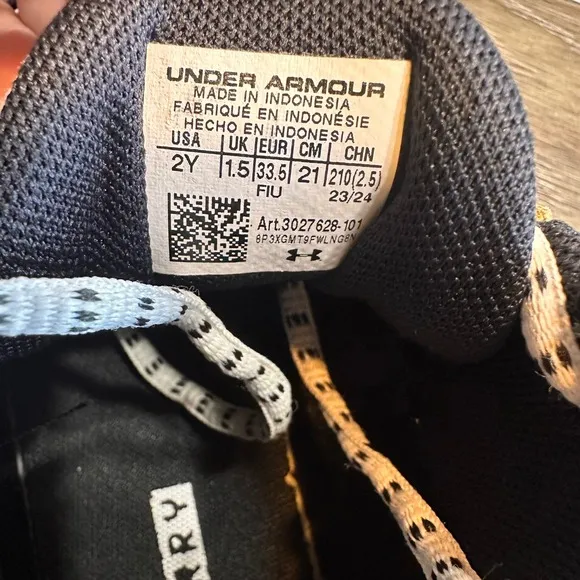 UNDER ARMOUR
MADE IN INDONESIA
FABRIQUÉ EN INDONÉSIE
HECHO EN INDONESIA
USA UK EUR CM CHN
2Y 1.5 33.5 21 210(2.5)
FIU 23/24
Art.3027628-101